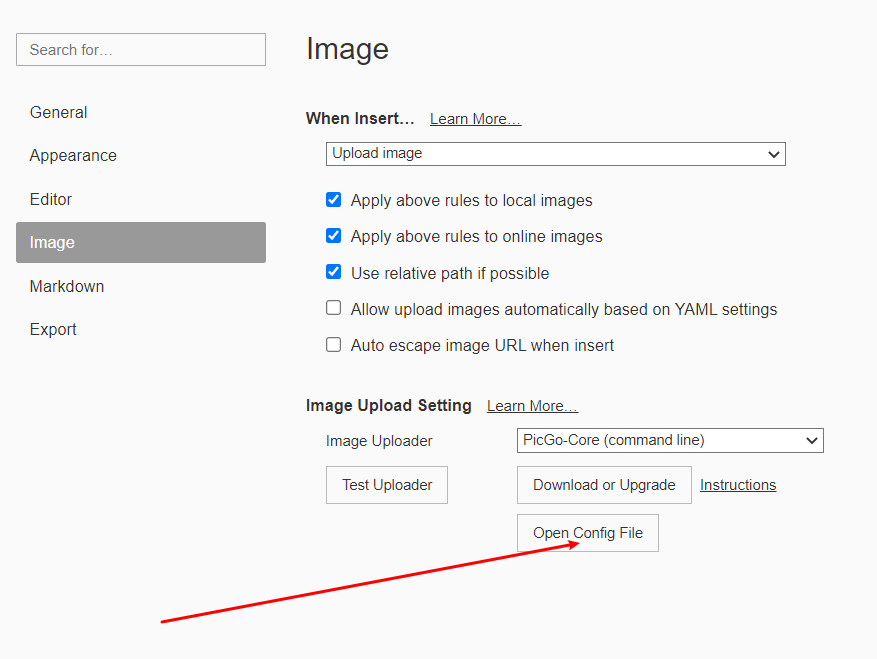 Search for…
General
Appearance
Editor
Image
Markdown
Export
Image
When Insert… Learn More…
Upload image
Apply above rules to local images
Apply above rules to online images
Use relative path if possible
Allow upload images automatically based on YAML settings
Auto escape image URL when insert
Image Upload Setting Learn More…
Image Uploader PicGo-Core (command line)
Test Uploader Download or Upgrade Instructions
Open Config File